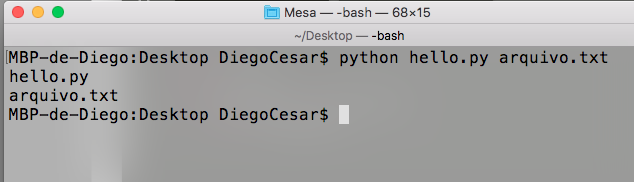 Mesa — -bash — 68×15
~/Desktop — -bash
MBP-de-Diego:Desktop DiegoCesar$ python hello.py arquivo.txt
hello.py
arquivo.txt
MBP-de-Diego:Desktop DiegoCesar$